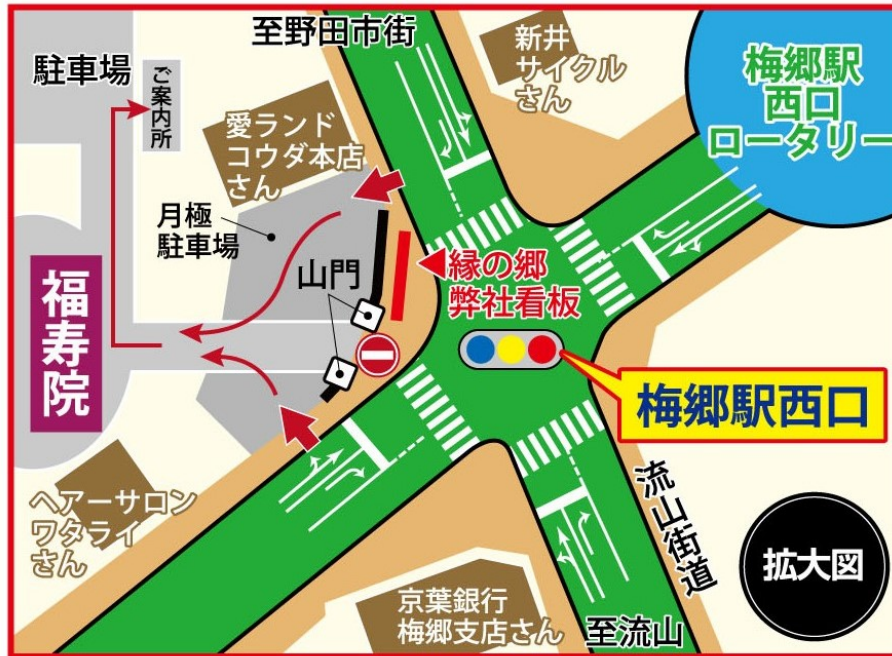 至野田市街
新井
サイクル
さん
梅郷駅
西口
ロータリー
駐車場
ご案内所
愛ランド
コウダ本店
さん
月極
駐車場
山門
縁の郷
弊社看板
福寿院
梅郷駅西口
ヘアーサロン
ワタライ
さん
流山街道
拡大図
京葉銀行
梅郷支店さん
至流山